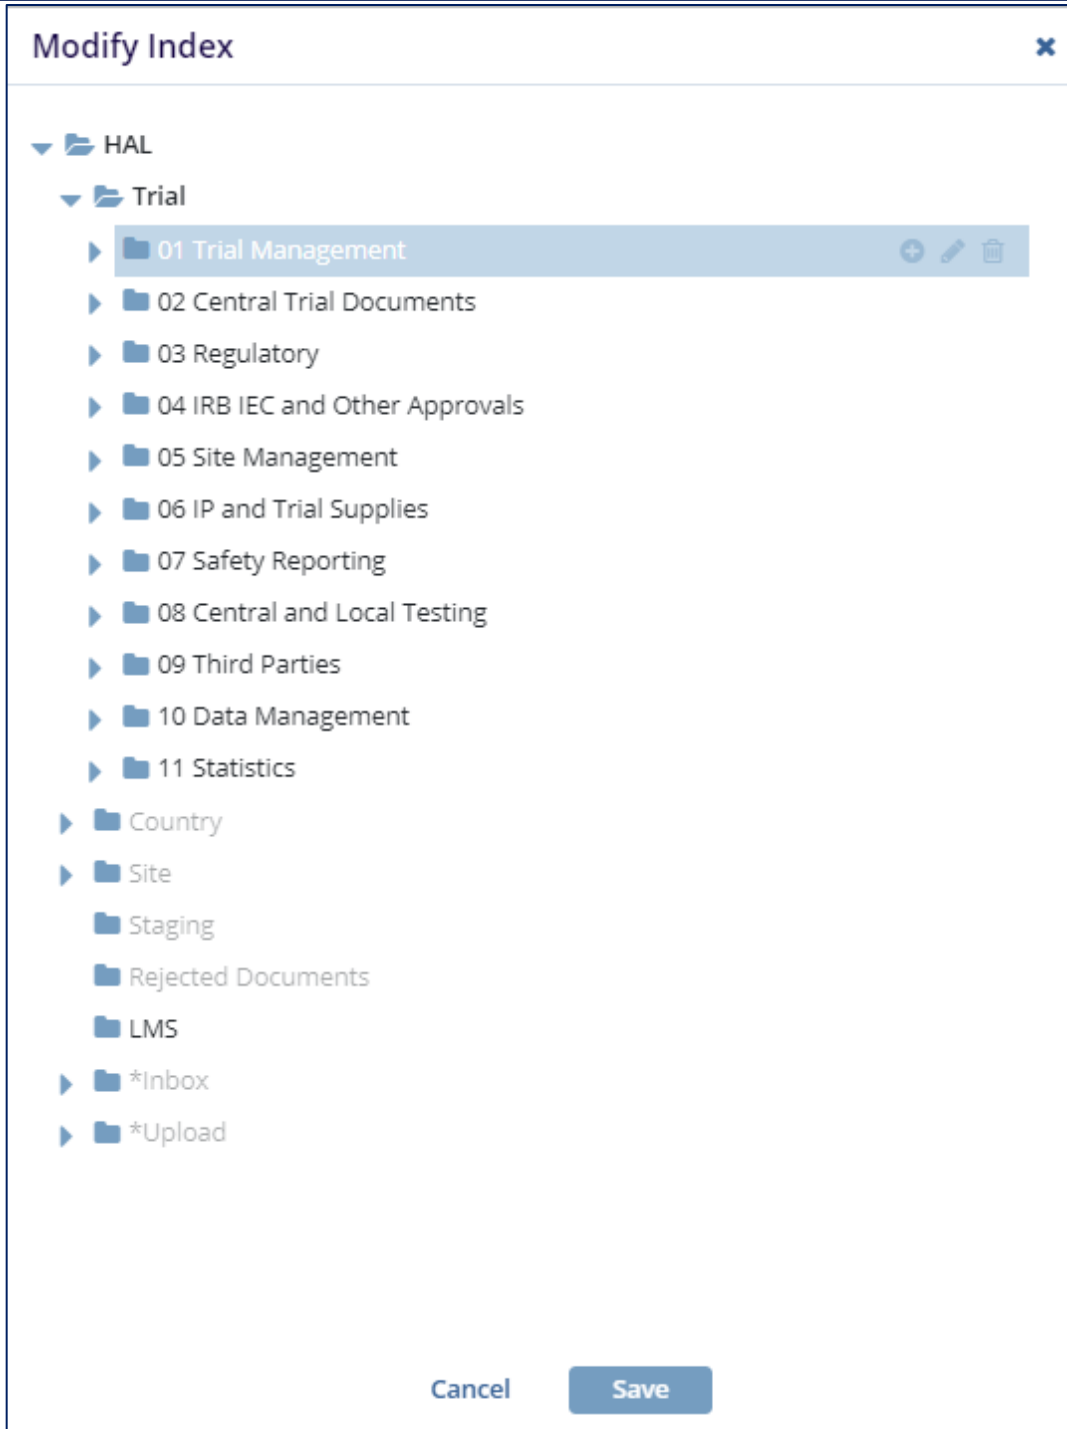 Modify Index
HAL
Trial
01 Trial Management
02 Central Trial Documents
03 Regulatory
04 IRB IEC and Other Approvals
05 Site Management
06 IP and Trial Supplies
07 Safety Reporting
08 Central and Local Testing
09 Third Parties
10 Data Management
11 Statistics
Country
Site
Staging
Rejected Documents
LMS
*Inbox
*Upload
Cancel Save